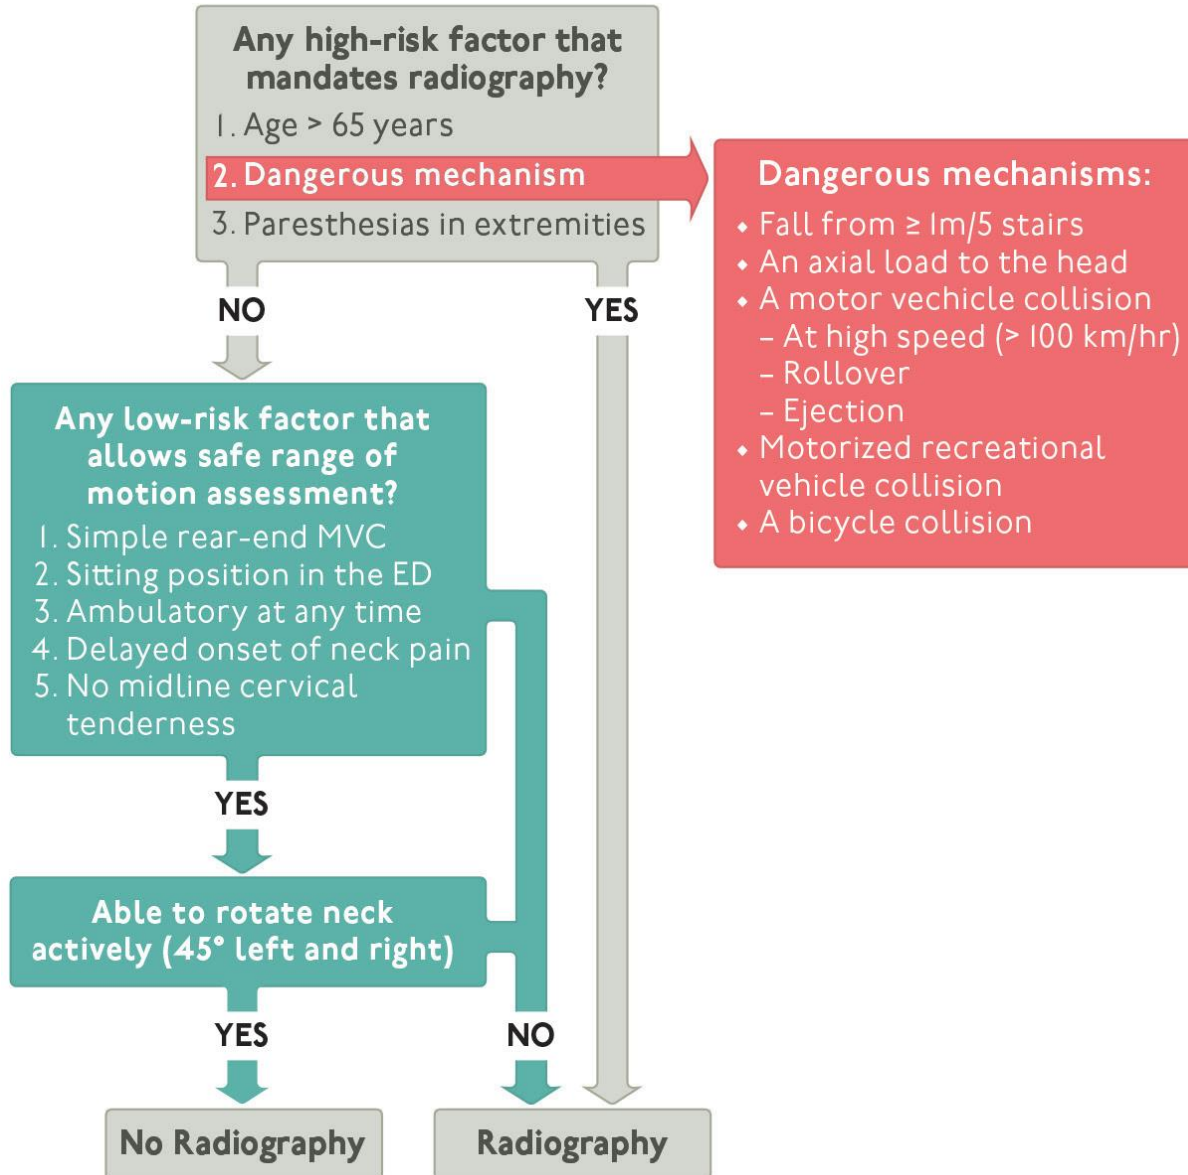 Any high-risk factor that
mandates radiography?
1. Age > 65 years
2. Dangerous mechanism
3. Paresthesias in extremities
Dangerous mechanisms:
◆ Fall from ≥ 1m/5 stairs
◆ An axial load to the head
◆ A motor vechicle collision
– At high speed (> 100 km/hr)
– Rollover
– Ejection
◆ Motorized recreational
vehicle collision
◆ A bicycle collision
NO
YES
Any low-risk factor that
allows safe range of
motion assessment?
1. Simple rear-end MVC
2. Sitting position in the ED
3. Ambulatory at any time
4. Delayed onset of neck pain
5. No midline cervical
tenderness
YES
Able to rotate neck
actively (45° left and right)
YES
NO
No Radiography
Radiography